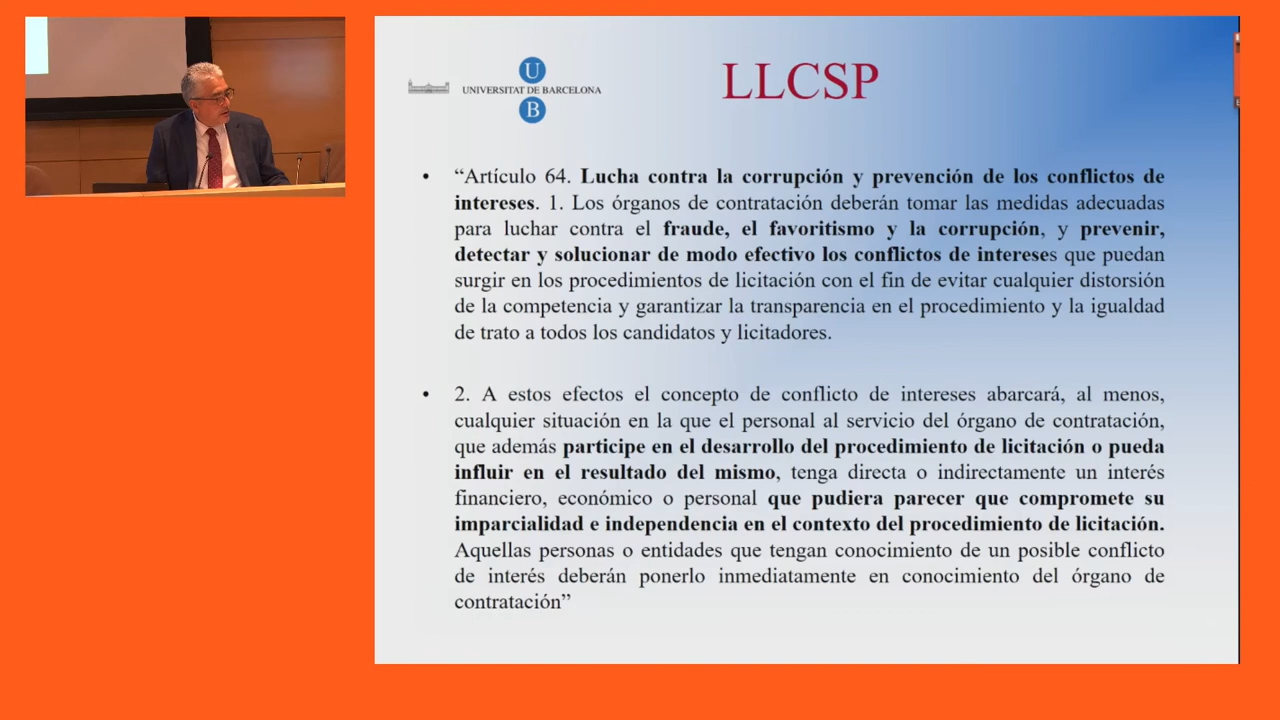 U
UNIVERSITAT DE BARCELONA
B
LLCSP
• “Artículo 64. Lucha contra la corrupción y prevención de los conflictos de
intereses. 1. Los órganos de contratación deberán tomar las medidas adecuadas
para luchar contra el fraude, el favoritismo y la corrupción, y prevenir,
detectar y solucionar de modo efectivo los conflictos de intereses que puedan
surgir en los procedimientos de licitación con el fin de evitar cualquier distorsión
de la competencia y garantizar la transparencia en el procedimiento y la igualdad
de trato a todos los candidatos y licitadores.
• 2. A estos efectos el concepto de conflicto de intereses abarcará, al menos,
cualquier situación en la que el personal al servicio del órgano de contratación,
que además participe en el desarrollo del procedimiento de licitación o pueda
influir en el resultado del mismo, tenga directa o indirectamente un interés
financiero, económico o personal que pudiera parecer que compromete su
imparcialidad e independencia en el contexto del procedimiento de licitación.
Aquellas personas o entidades que tengan conocimiento de un posible conflicto
de interés deberán ponerlo inmediatamente en conocimiento del órgano de
contratación”